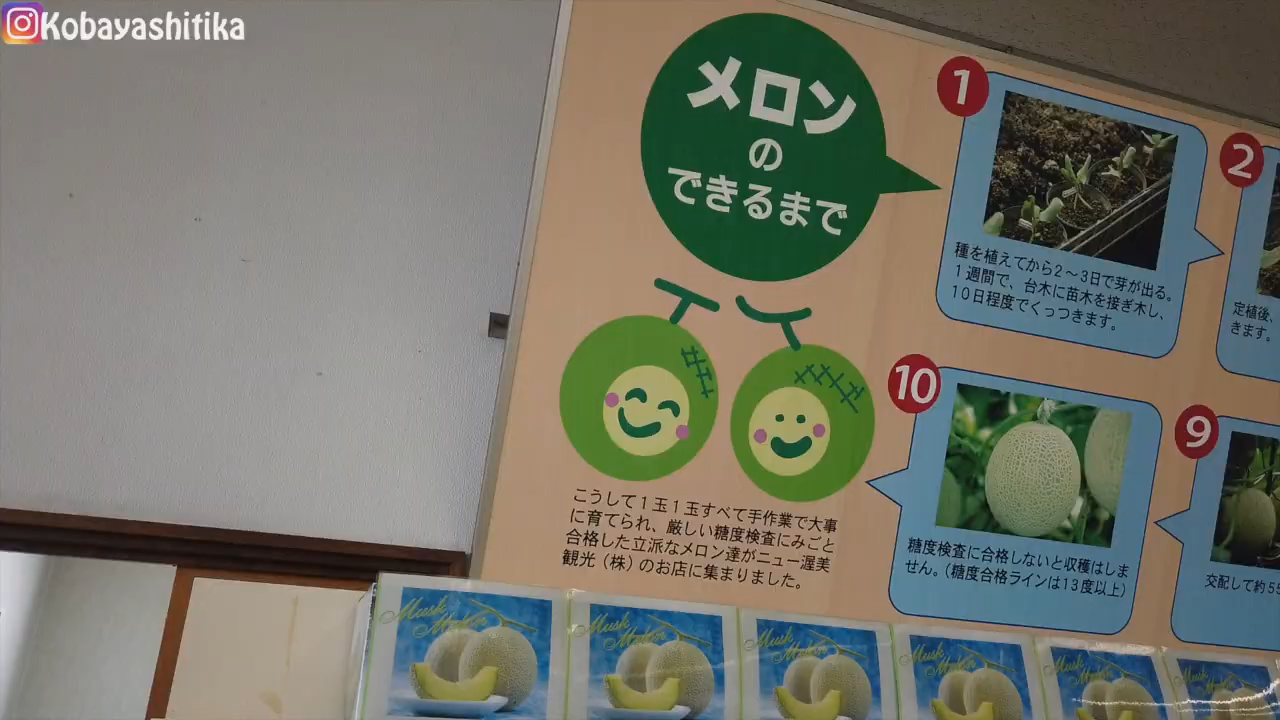 Kobayashitika
メロン
の
できるまで
1
種を植えてから2〜3日で芽が出る。
1週間で、台木に苗木を接ぎ木し、
10日程度でくっつきます。
2
定植後、
きます。
10
糖度検査に合格しないと収穫はしま
せん。（糖度合格ラインは13度以上）
9
交配して約55
こうして1玉1玉すべて手作業で大事
に育てられ、厳しい糖度検査にみごと
合格した立派なメロン達がニュー渥美
観光（株）のお店に集まりました。
Musk
Melon
Musk
Melon
Musk
Melon
Musk
Melon
Musk
Melon
Musk
Melon